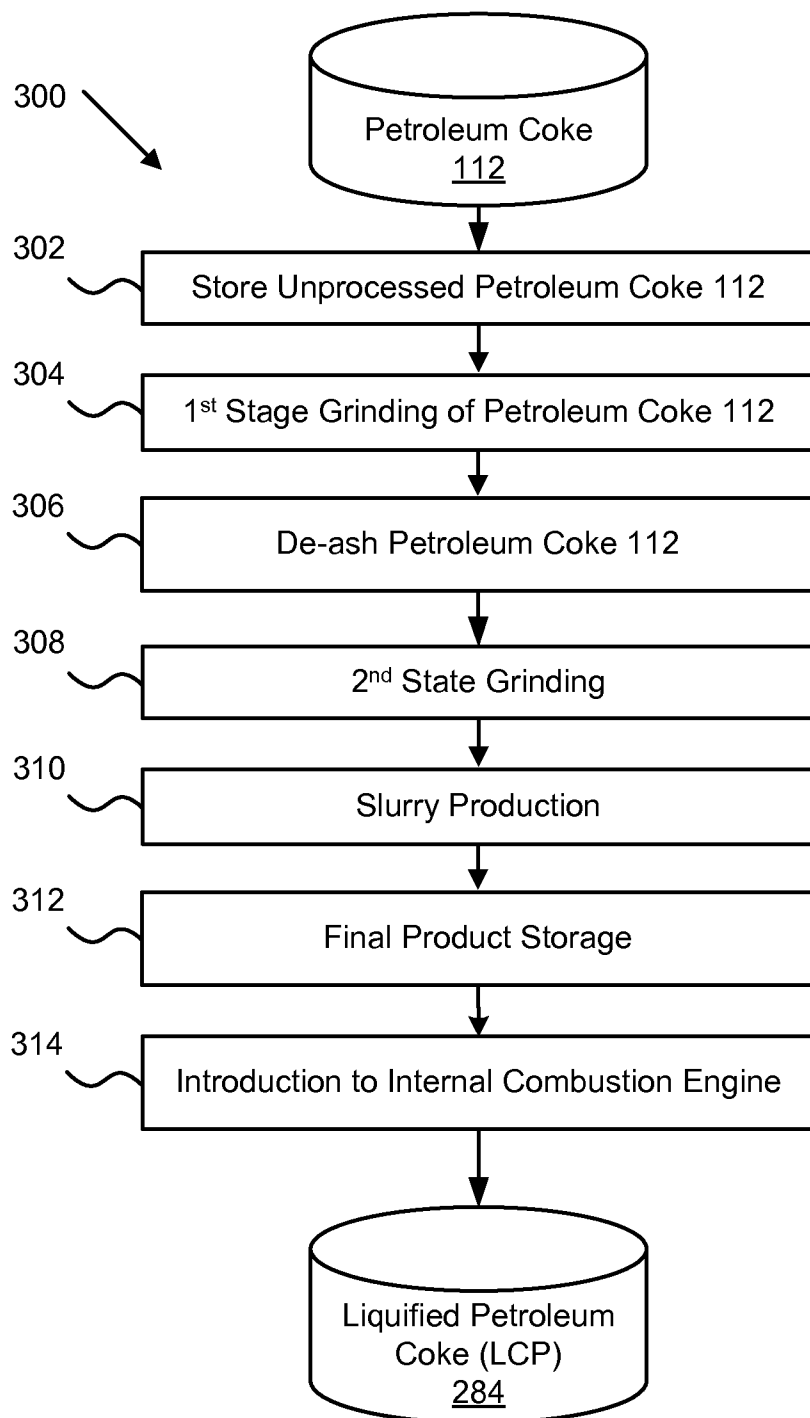 300
Petroleum Coke
112
302
Store Unprocessed Petroleum Coke 112
304
1st Stage Grinding of Petroleum Coke 112
306
De-ash Petroleum Coke 112
308
2nd State Grinding
310
Slurry Production
312
Final Product Storage
314
Introduction to Internal Combustion Engine
Liquified Petroleum
Coke (LCP)
284